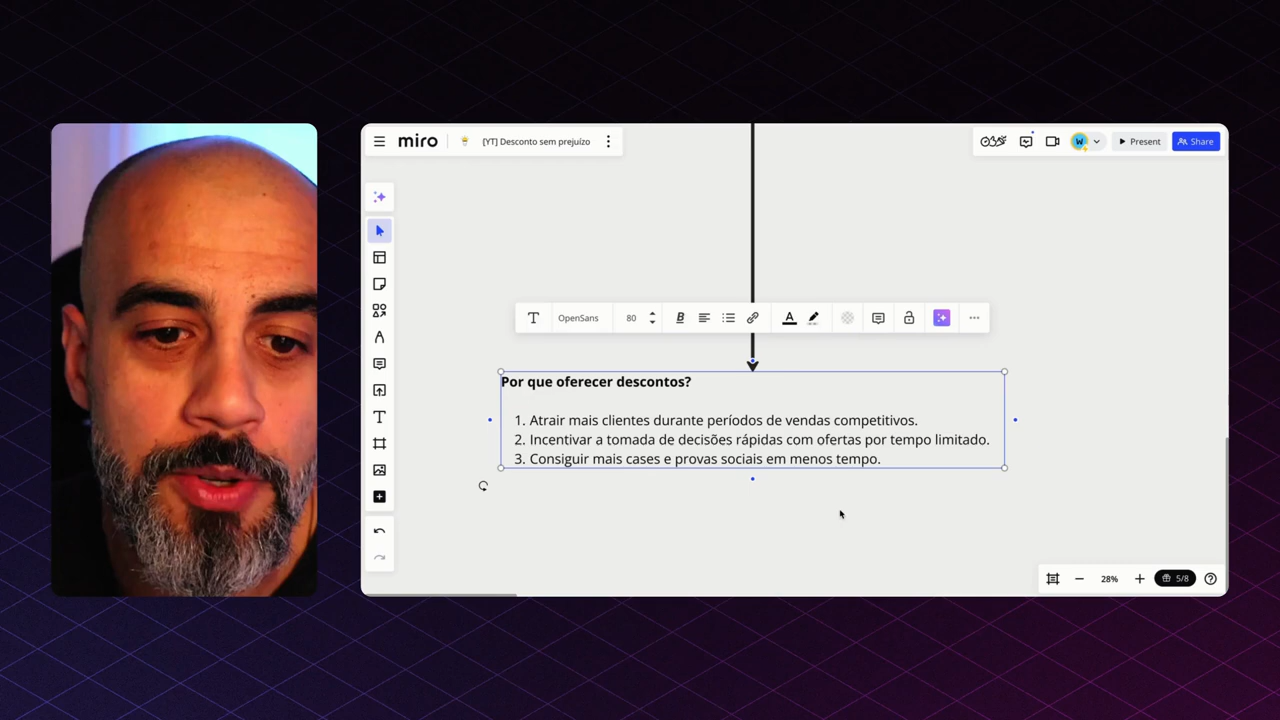 miro
[YT] Desconto sem prejuízo
W
Present
Share
OpenSans
80
B
A
Por que oferecer descontos?
1. Atrair mais clientes durante períodos de vendas competitivos.
2. Incentivar a tomada de decisões rápidas com ofertas por tempo limitado.
3. Consiguir mais cases e provas sociais em menos tempo.
28%
5/8